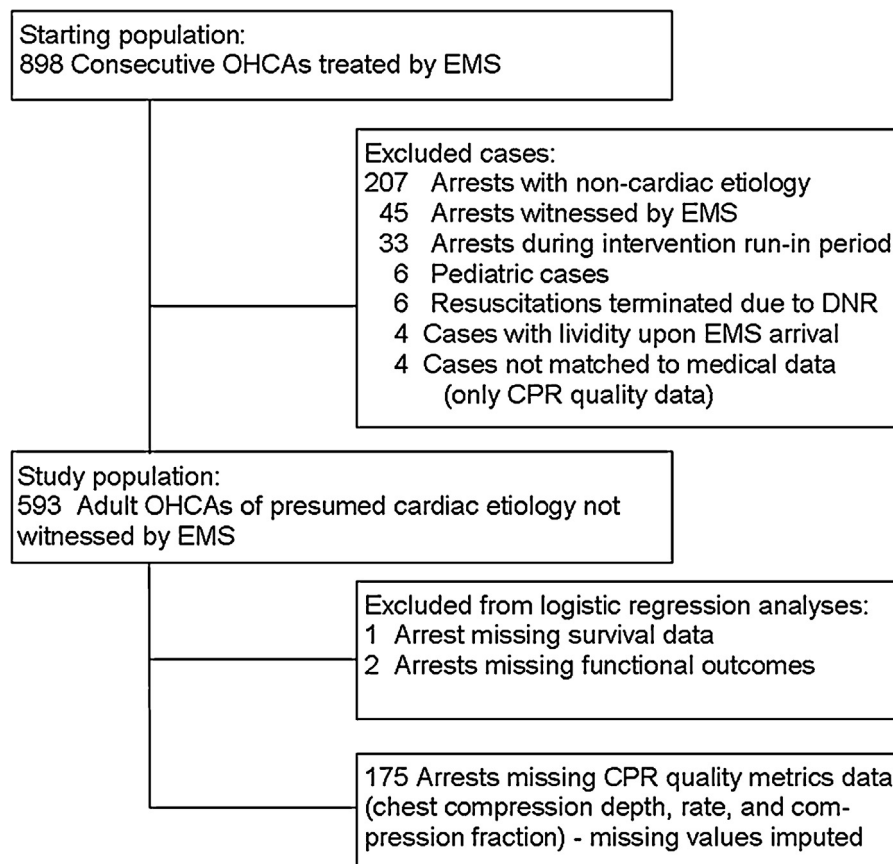 Starting population:
898 Consecutive OHCAs treated by EMS
Excluded cases:
207 Arrests with non-cardiac etiology
45 Arrests witnessed by EMS
33 Arrests during intervention run-in period
6 Pediatric cases
6 Resuscitations terminated due to DNR
4 Cases with lividity upon EMS arrival
4 Cases not matched to medical data
(only CPR quality data)
Study population:
593 Adult OHCAs of presumed cardiac etiology not
witnessed by EMS
Excluded from logistic regression analyses:
1 Arrest missing survival data
2 Arrests missing functional outcomes
175 Arrests missing CPR quality metrics data
(chest compression depth, rate, and com-
pression fraction) - missing values imputed